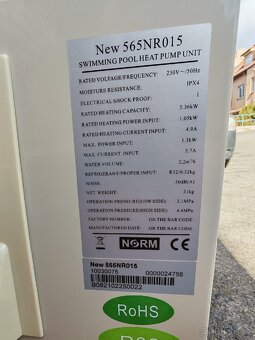 New 565NR015
SWIMMING POOL HEAT PUMP UNIT
RATED VOLTAGE/FREQUENCY: 230V~/50Hz
MOISTURE RESISTANCE: IPX4
ELECTRICAL SHOCK PROOF: I
RATED HEATING CAPACITY: 5.36kW
RATED HEATING POWER INPUT: 1.05kW
RATED HEATING CURRENT INPUT: 4.9A
MAX. POWER INPUT: 1.3kW
MAX. CURRENT INPUT: 5.7A
WATER VOLUME: 2.2m³/h
REFRIGERANT/PROPER INPUT: R32/0.32kg
NOISE: 50dB(A)
NET WEIGHT: 31kg
OPERATION PRESSURE(LOW SIDE): 2.1MPa
OPERATION PRESSURE(HIGH SIDE): 4.4MPa
FACTORY NUMBER: ON THE BAR CODE
MANUFACTURED DATE: ON THE BAR CODE
NORM CE
New 565NR015
10030075 0000024756
B082102250022
RoHS